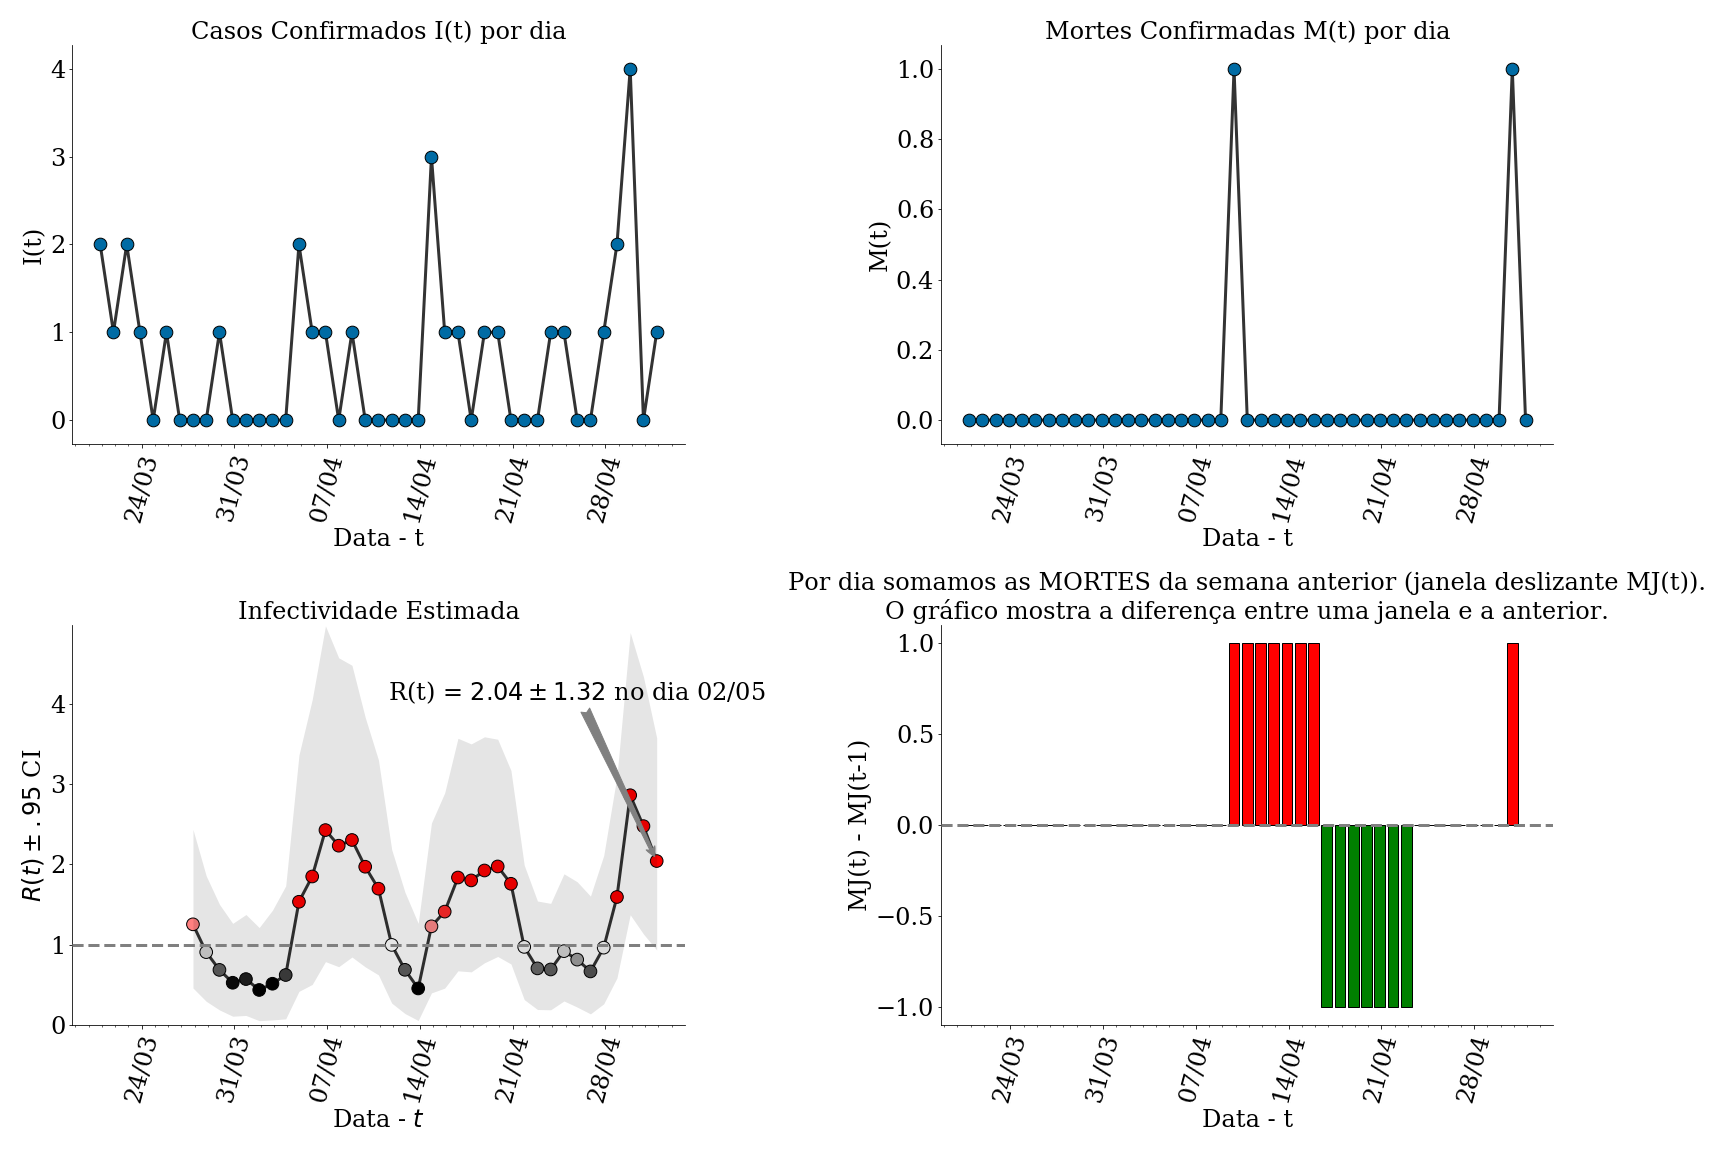 Casos Confirmados I(t) por dia
I(t)
4
3
2
1
0
24/03 31/03 07/04 14/04 21/04 28/04
Data - t
Mortes Confirmadas M(t) por dia
M(t)
1.0
0.8
0.6
0.4
0.2
0.0
24/03 31/03 07/04 14/04 21/04 28/04
Data - t
Infectividade Estimada
R(t) ± .95 CI
4
3
2
1
0
R(t) = 2.04 ± 1.32 no dia 02/05
24/03 31/03 07/04 14/04 21/04 28/04
Data - t
Por dia somamos as MORTES da semana anterior (janela deslizante MJ(t)).
O gráfico mostra a diferença entre uma janela e a anterior.
MJ(t) - MJ(t-1)
1.0
0.5
0.0
−0.5
−1.0
24/03 31/03 07/04 14/04 21/04 28/04
Data - t